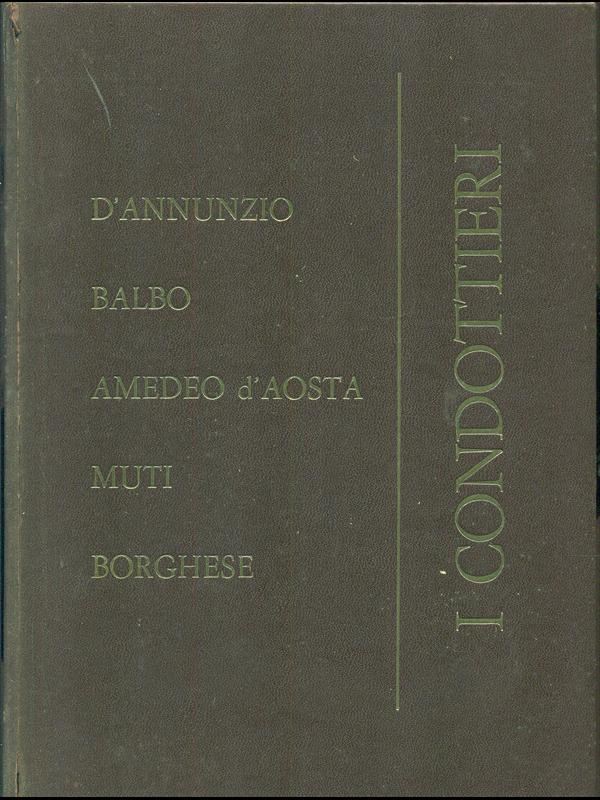 D'ANNUNZIO
BALBO
AMEDEO d'AOSTA
MUTI
BORGHESE
I CONDOTTIERI